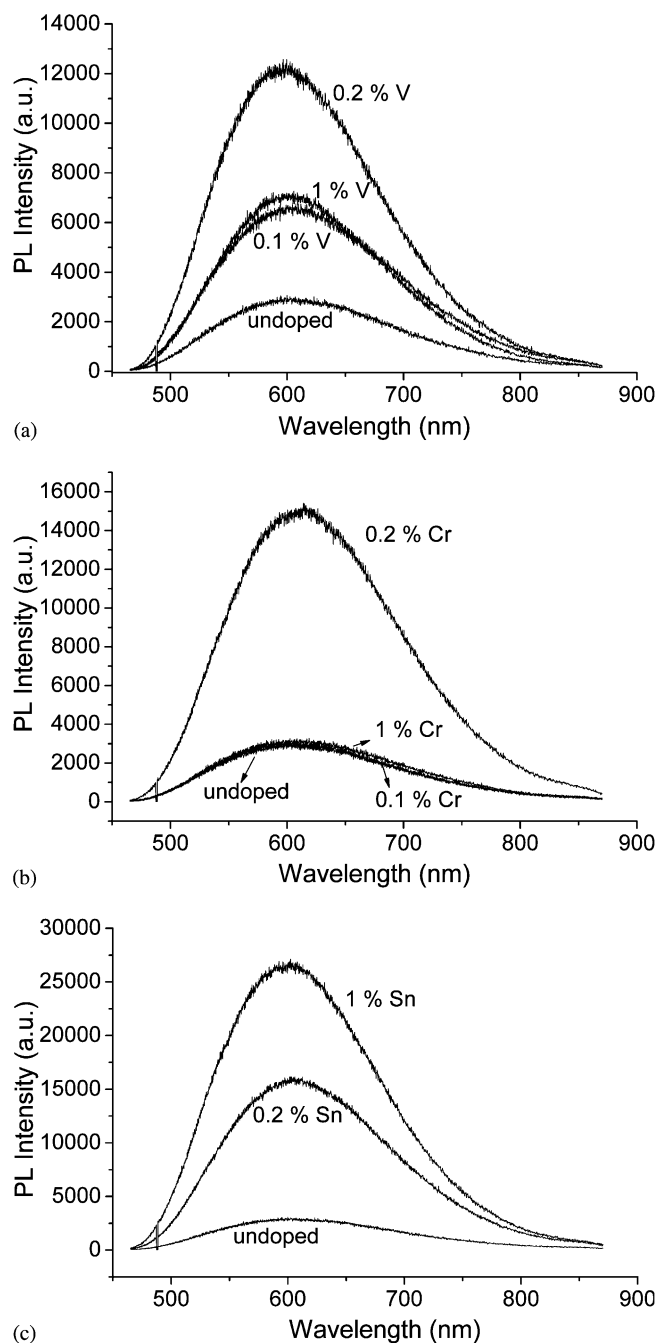 14000
12000
10000
8000
6000
4000
2000
0
PL Intensity (a.u.)
0.2 % V
1 % V
0.1 % V
undoped
500 600 700 800 900
Wavelength (nm)
(a)
16000
14000
12000
10000
8000
6000
4000
2000
0
PL Intensity (a.u.)
0.2 % Cr
1 % Cr
undoped
0.1 % Cr
500 600 700 800 900
Wavelength (nm)
(b)
30000
25000
20000
15000
10000
5000
0
PL Intensity (a.u.)
1 % Sn
0.2 % Sn
undoped
500 600 700 800 900
Wavelength (nm)
(c)